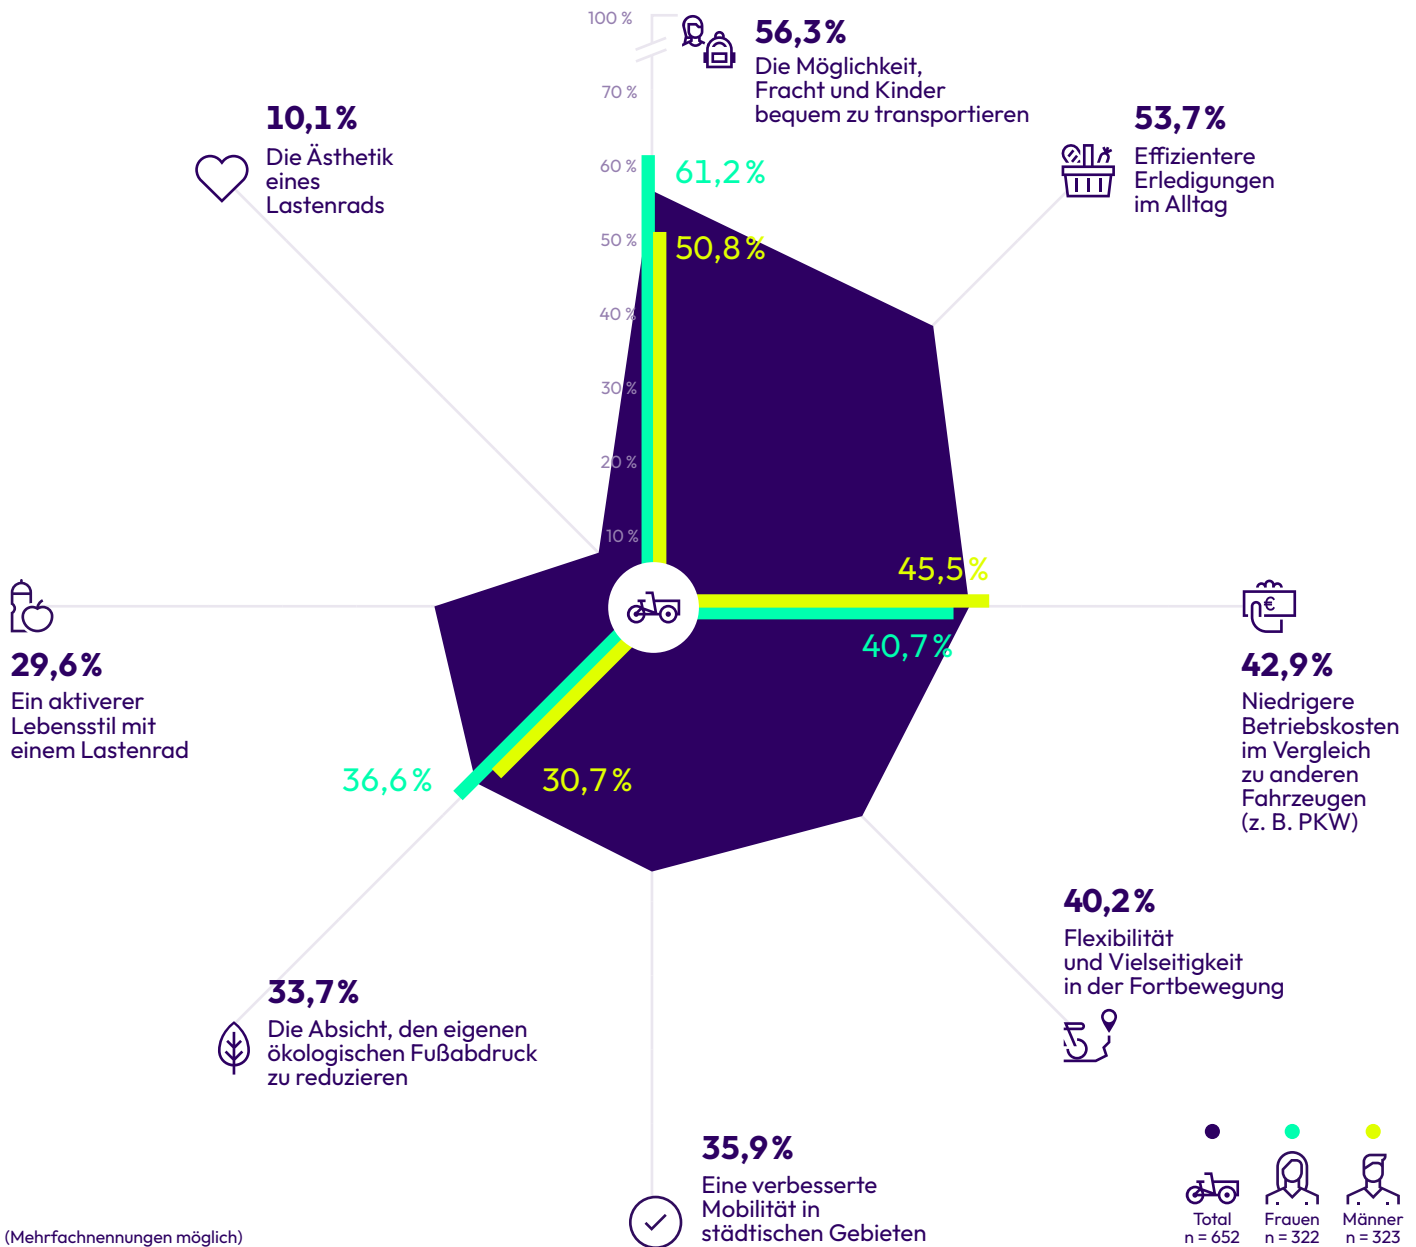 100 %
70 %
60 %
50 %
40 %
30 %
20 %
10 %
56,3 %
Die Möglichkeit,
Fracht und Kinder
bequem zu transportieren
61,2 %
50,8 %
53,7 %
Effizientere
Erledigungen
im Alltag
45,5 %
40,7 %
€
42,9 %
Niedrigere
Betriebskosten
im Vergleich
zu anderen
Fahrzeugen
(z. B. PKW)
40,2 %
Flexibilität
und Vielseitigkeit
in der Fortbewegung
35,9 %
Eine verbesserte
Mobilität in
städtischen Gebieten
36,6 %
30,7 %
33,7 %
Die Absicht, den eigenen
ökologischen Fußabdruck
zu reduzieren
29,6 %
Ein aktiverer
Lebensstil mit
einem Lastenrad
10,1 %
Die Ästhetik
eines
Lastenrads
Total
n = 652
Frauen
n = 322
Männer
n = 323
(Mehrfachnennungen möglich)